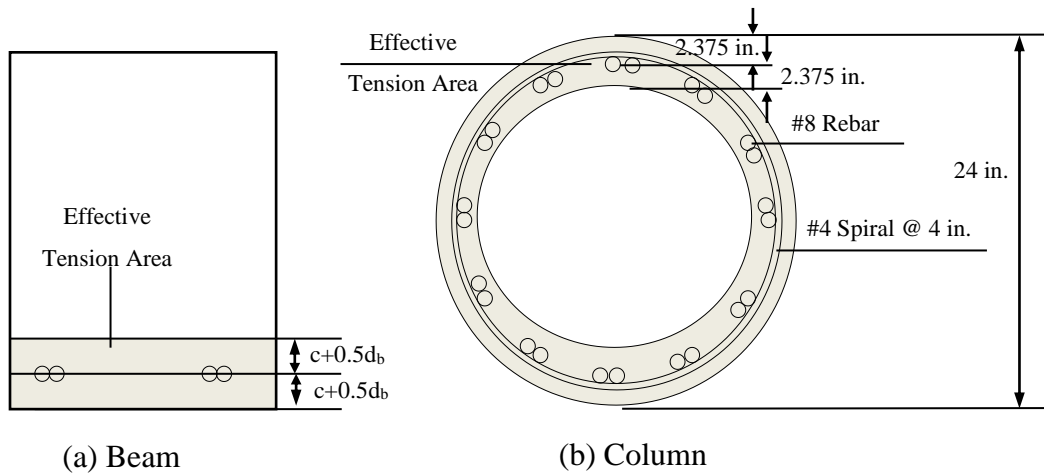 Effective
Tension Area
c+0.5db
c+0.5db
(a) Beam
Effective
Tension Area
2.375 in.
2.375 in.
#8 Rebar
24 in.
#4 Spiral @ 4 in.
(b) Column